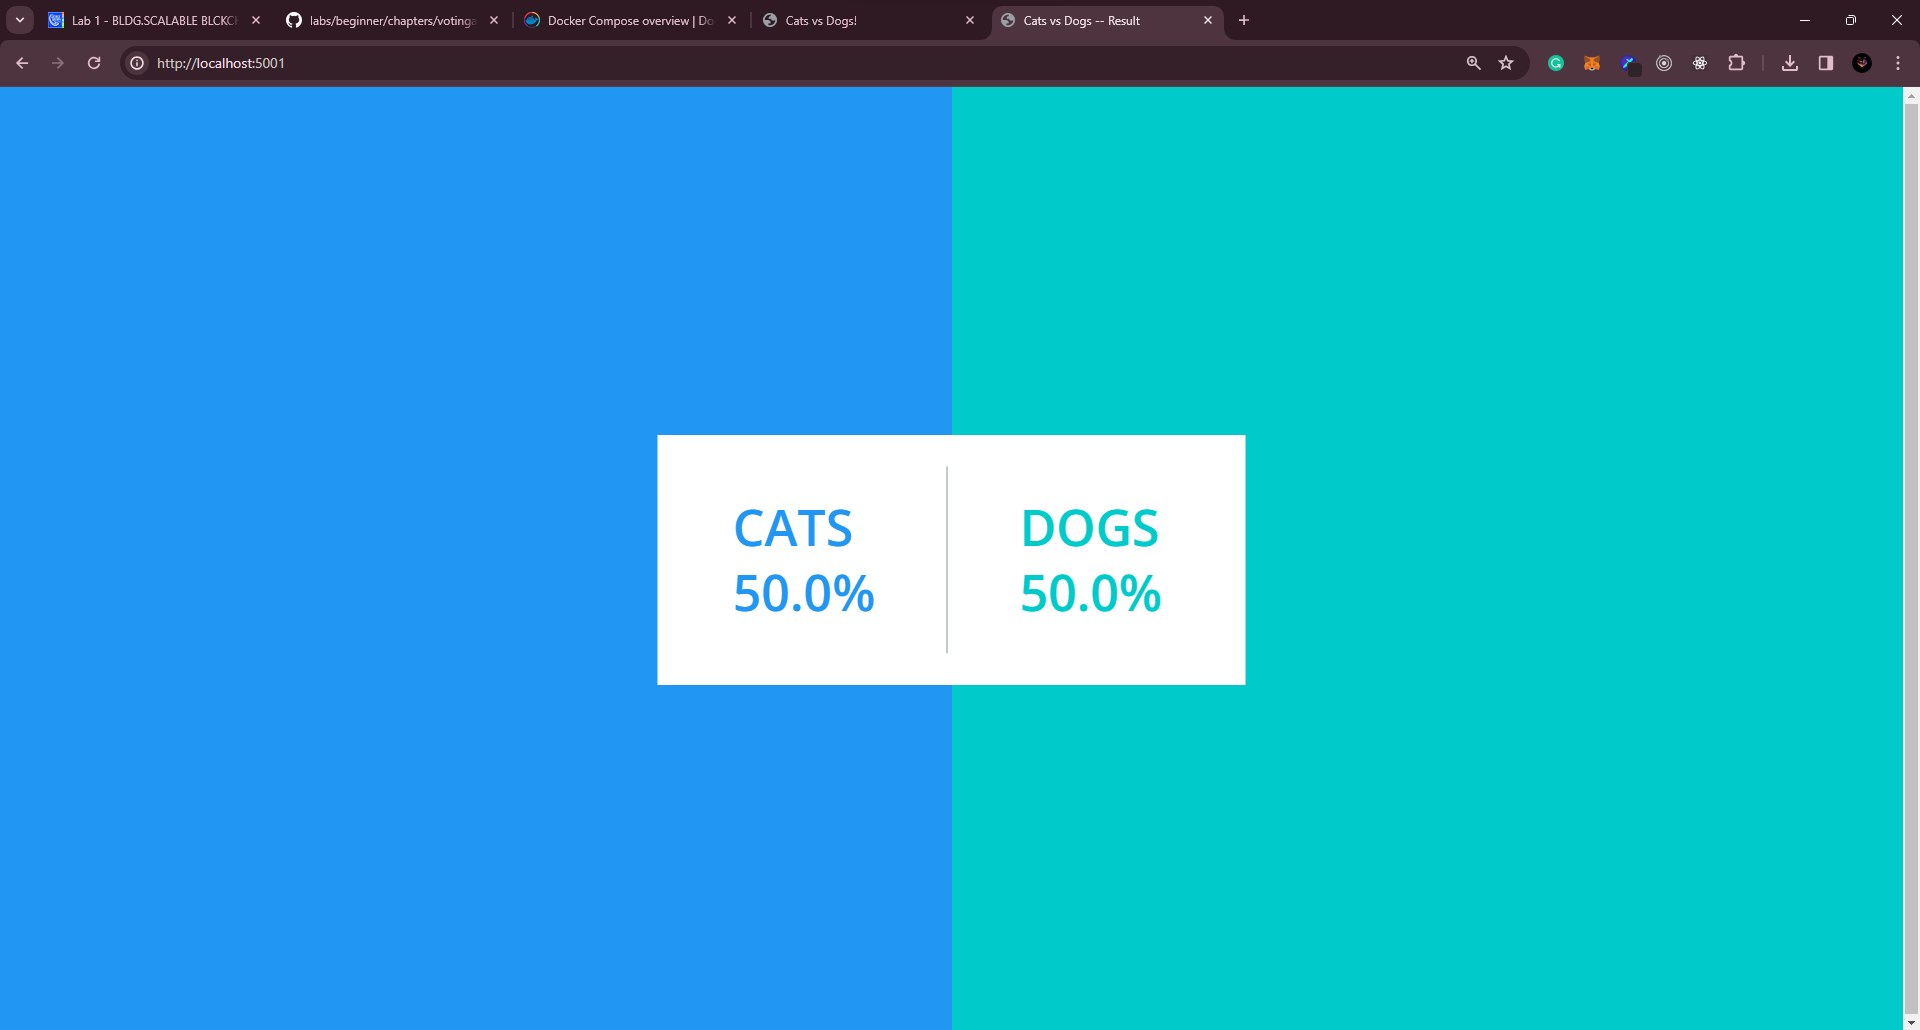 Lab 1 - BLDG.SCALABLE BLCKC
labs/beginner/chapters/votinga
Docker Compose overview | Do
Cats vs Dogs!
Cats vs Dogs -- Result
http://localhost:5001
CATS
50.0%
DOGS
50.0%